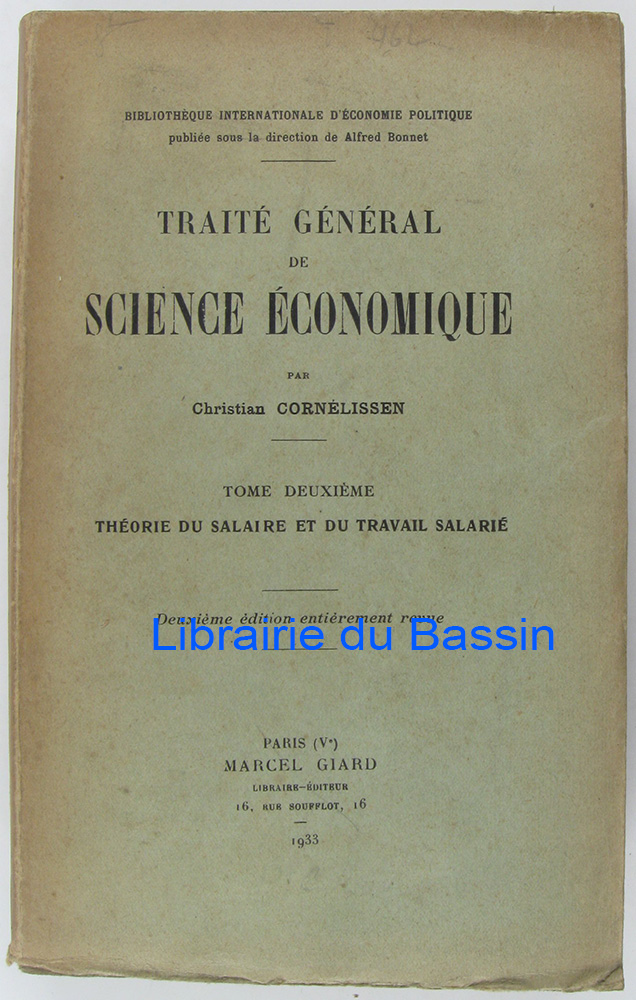 BIBLIOTHÈQUE INTERNATIONALE D'ÉCONOMIE POLITIQUE
publiée sous la direction de Alfred Bonnet
TRAITÉ GÉNÉRAL
DE
SCIENCE ÉCONOMIQUE
PAR
Christian CORNÉLISSEN
TOME DEUXIÈME
THÉORIE DU SALAIRE ET DU TRAVAIL SALARIÉ
Deuxième édition entiérement revue
Librairie du Bassin
PARIS (Vᵉ)
MARCEL GIARD
LIBRAIRE-ÉDITEUR
16, RUE SOUFFLOT, 16
1933